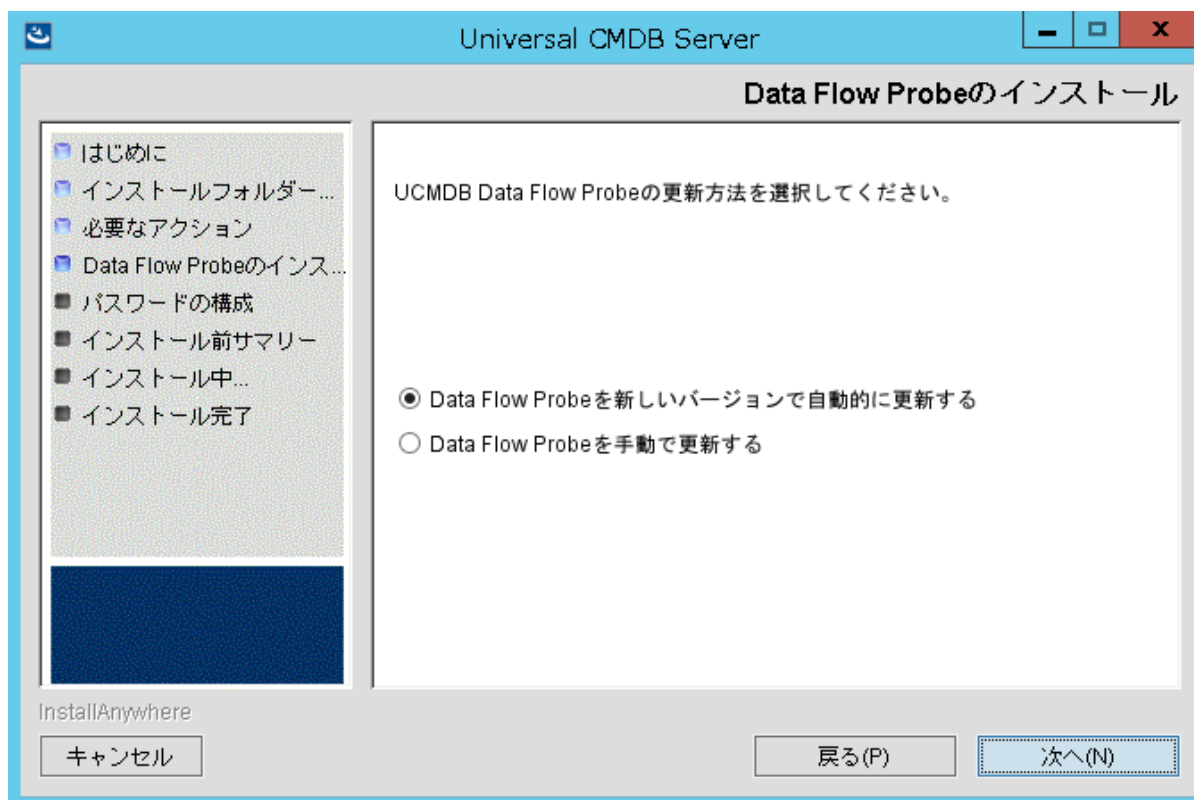 Universal CMDB Server
Data Flow Probeのインストール
はじめに
インストールフォルダー...
必要なアクション
Data Flow Probeのインス...
パスワードの構成
インストール前サマリー
インストール中...
インストール完了
UCMDB Data Flow Probeの更新方法を選択してください。
Data Flow Probeを新しいバージョンで自動的に更新する
Data Flow Probeを手動で更新する
InstallAnywhere
キャンセル
戻る(P)
次へ(N)